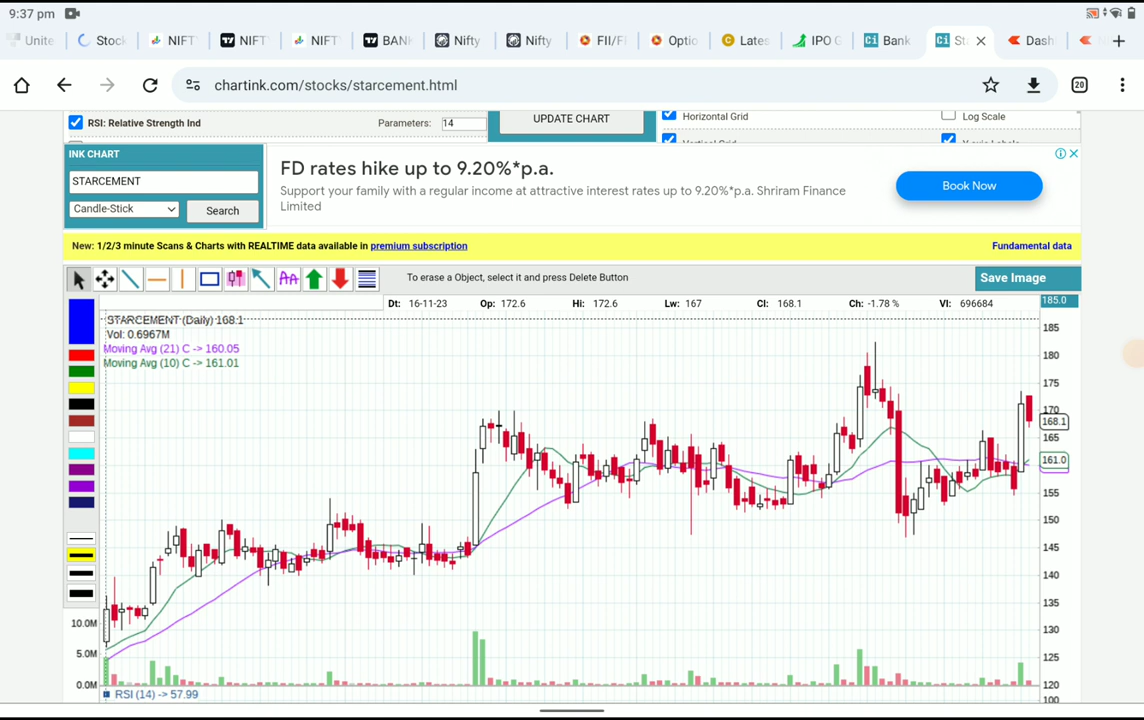 9:37 pm
Unite Stoc NIFT NIFT NIFT BANK Nifty Nifty FII/F Optio Lates IPO G Bank St Dash
chartink.com/stocks/starcement.html 20
RSI: Relative Strength Ind Parameters: 14 UPDATE CHART Horizontal Grid Log Scale
INK CHART
STARCEMENT
Candle-Stick Search
FD rates hike up to 9.20%*p.a.
Support your family with a regular income at attractive interest rates up to 9.20%*p.a. Shriram Finance
Limited
Book Now
New: 1/2/3 minute Scans & Charts with REALTIME data available in premium subscription Fundamental data
To erase a Object, select it and press Delete Button Save Image
Dt: 16-11-23 Op: 172.6 Hi: 172.6 Lw: 167 Cl: 168.1 Ch: -1.78 % Vl: 696684 185.0
STARCEMENT (Daily) 168.1
Vol: 0.6967M
Moving Avg (21) C -> 160.05
Moving Avg (10) C -> 161.01
185
180
175
170
168.1
165
161.0
155
150
145
140
135
130
125
120
100
10.0M
5.0M
0.0M
RSI (14) -> 57.99